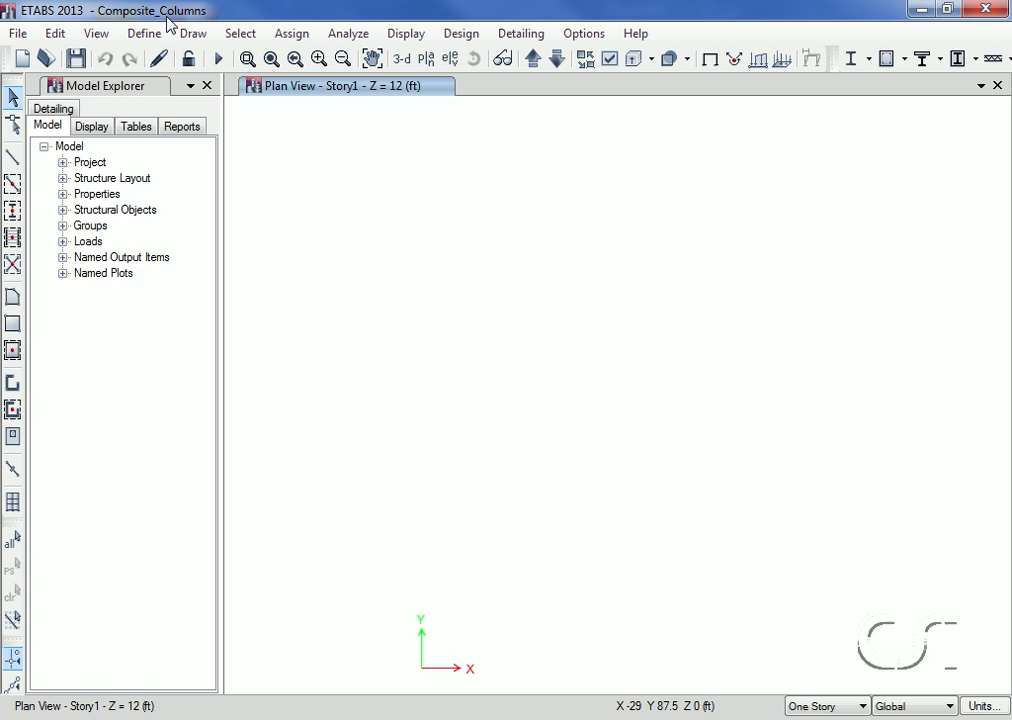 ETABS 2013 - Composite_Columns
File Edit View Define Draw Select Assign Analyze Display Design Detailing Options Help
3-d
Model Explorer
Plan View - Story1 - Z = 12 (ft)
Detailing
Model Display Tables Reports
Model
Project
Structure Layout
Properties
Structural Objects
Groups
Loads
Named Output Items
Named Plots
all
PS
clr
Y
X
CSI
Plan View - Story1 - Z = 12 (ft) X -29 Y 87.5 Z 0 (ft) One Story Global Units...